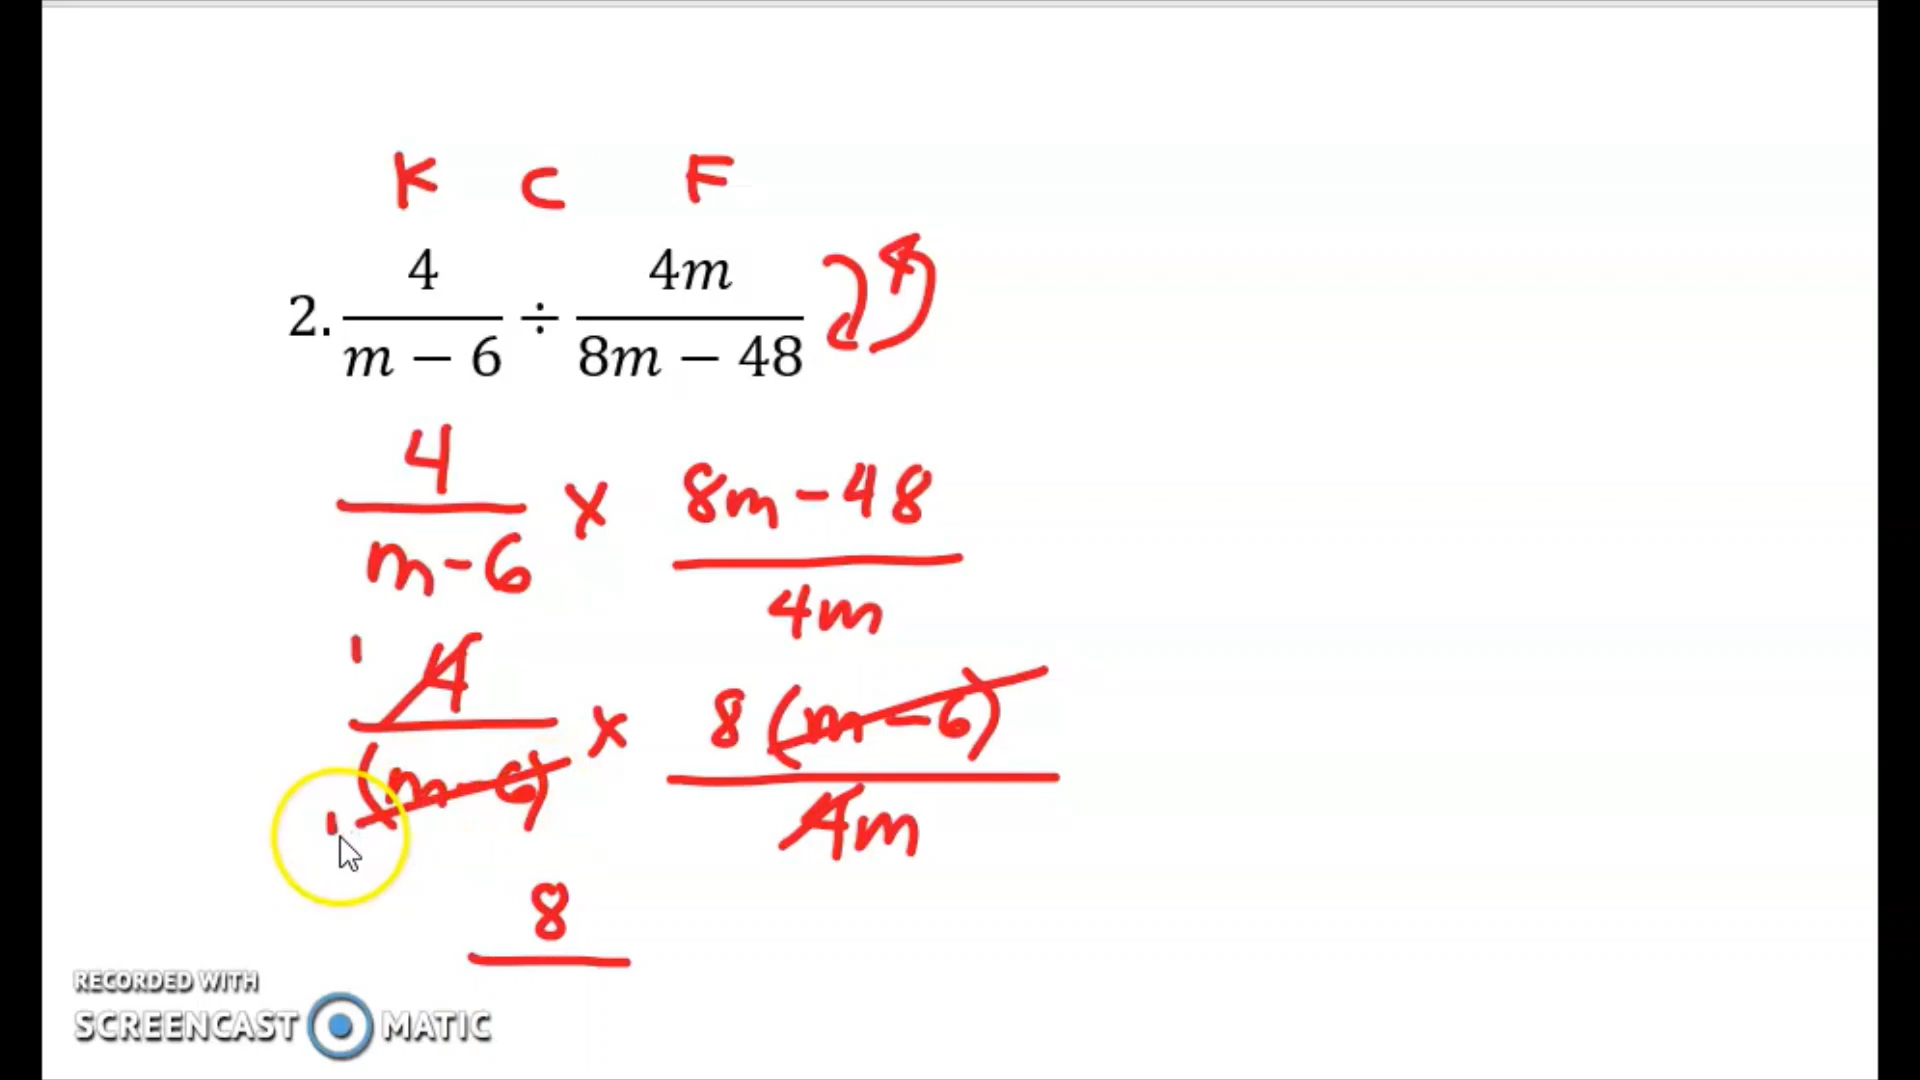 K C F
2. 4/(m − 6) ÷ 4m/(8m − 48)
4/(m-6) x (8m-48)/4m
1 4/(m-6) x 8(m-6)/4m
1
8
RECORDED WITH
SCREENCAST MATIC